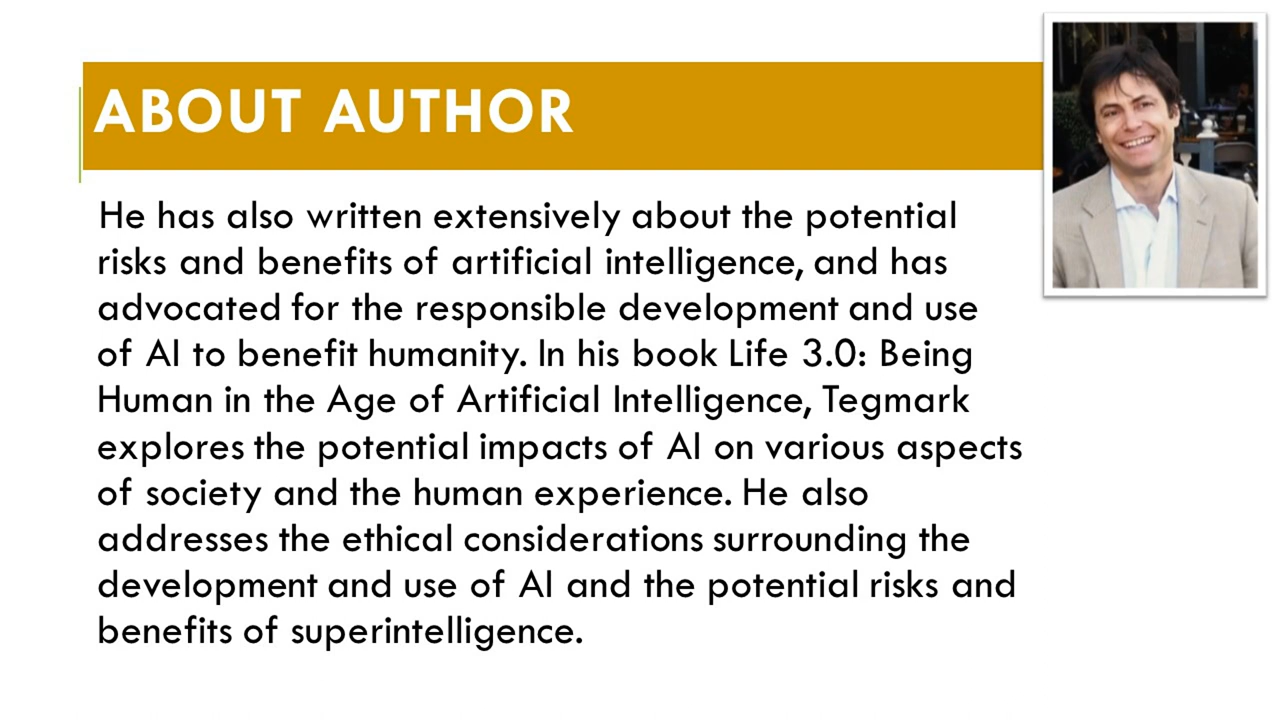 ABOUT AUTHOR
He has also written extensively about the potential
risks and benefits of artificial intelligence, and has
advocated for the responsible development and use
of AI to benefit humanity. In his book Life 3.0: Being
Human in the Age of Artificial Intelligence, Tegmark
explores the potential impacts of AI on various aspects
of society and the human experience. He also
addresses the ethical considerations surrounding the
development and use of AI and the potential risks and
benefits of superintelligence.